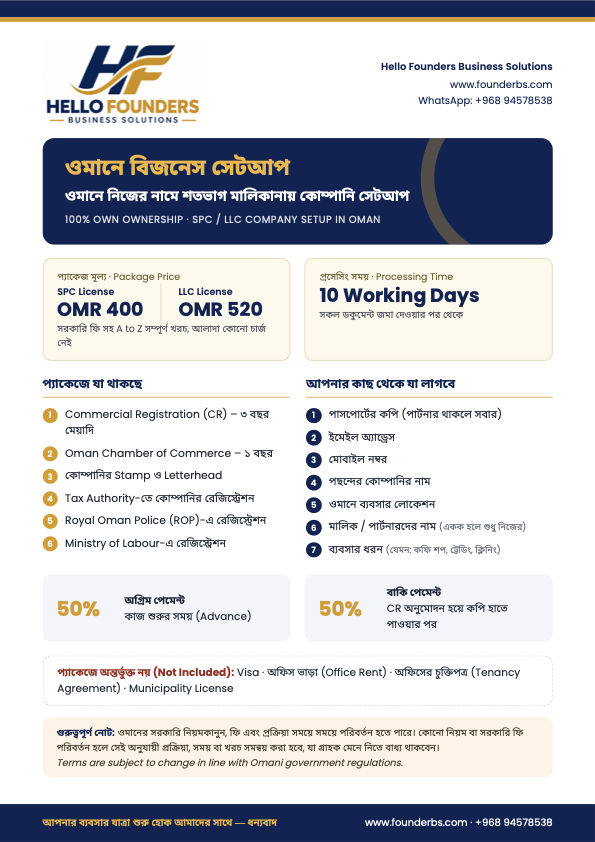 HF
HELLO FOUNDERS
BUSINESS SOLUTIONS
Hello Founders Business Solutions
www.founderbs.com
WhatsApp: +968 94578538
ওমানে বিজনেস সেটআপ
ওমানে নিজের নামে শতভাগ মালিকানায় কোম্পানি সেটআপ
100% OWN OWNERSHIP · SPC / LLC COMPANY SETUP IN OMAN
প্যাকেজ মূল্য · Package Price
SPC License
OMR 400
LLC License
OMR 520
সরকারি ফি সহ A to Z সম্পূর্ণ খরচ, আলাদা কোনো চার্জ
নেই
প্রসেসিং সময় · Processing Time
10 Working Days
সকল ডকুমেন্ট জমা দেওয়ার পর থেকে
প্যাকেজে যা থাকছে
1 Commercial Registration (CR) – ৩ বছর
মেয়াদি
2 Oman Chamber of Commerce – ১ বছর
3 কোম্পানির Stamp ও Letterhead
4 Tax Authority-তে কোম্পানির রেজিস্ট্রেশন
5 Royal Oman Police (ROP)-এ রেজিস্ট্রেশন
6 Ministry of Labour-এ রেজিস্ট্রেশন
আপনার কাছ থেকে যা লাগবে
1 পাসপোর্টের কপি (পার্টনার থাকলে সবার)
2 ইমেইল অ্যাড্রেস
3 মোবাইল নম্বর
4 পছন্দের কোম্পানির নাম
5 ওমানে ব্যবসার লোকেশন
6 মালিক / পার্টনারদের নাম (একক হলে শুধু নিজের)
7 ব্যবসার ধরন (যেমন: কফি শপ, ট্রেডিং, ক্লিনিং)
50%
অগ্রিম পেমেন্ট
কাজ শুরুর সময় (Advance)
50%
বাকি পেমেন্ট
CR অনুমোদন হয়ে কপি হাতে
পাওয়ার পর
প্যাকেজে অন্তর্ভুক্ত নয় (Not Included): Visa · অফিস ভাড়া (Office Rent) · অফিসের চুক্তিপত্র (Tenancy
Agreement) · Municipality License
গুরুত্বপূর্ণ নোট: ওমানের সরকারি নিয়মকানুন, ফি এবং প্রক্রিয়া সময়ে সময়ে পরিবর্তন হতে পারে। কোনো নিয়ম বা সরকারি ফি
পরিবর্তন হলে সেই অনুযায়ী প্রক্রিয়া, সময় বা খরচ সমন্বয় করা হবে, যা গ্রাহক মেনে নিতে বাধ্য থাকবেন।
Terms are subject to change in line with Omani government regulations.
আপনার ব্যবসার যাত্রা শুরু হোক আমাদের সাথে — ধন্যবাদ
www.founderbs.com · +968 94578538